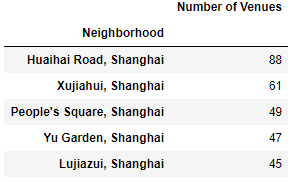 Number of Venues
Neighborhood
Huaihai Road, Shanghai 88
Xujiahui, Shanghai 61
People's Square, Shanghai 49
Yu Garden, Shanghai 47
Lujiazui, Shanghai 45